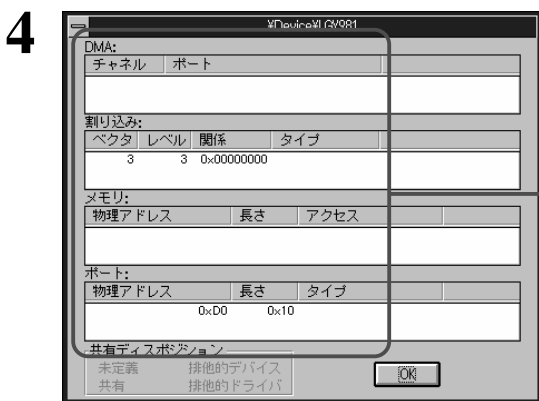 4
¥Device¥LGY981
DMA:
チャネル ポート
割り込み:
ベクタ レベル 関係 タイプ
3 3 0x00000000
メモリ:
物理アドレス 長さ アクセス
ポート:
物理アドレス 長さ タイプ
0xD0 0x10
共有ディスポジション
未定義 排他的デバイス
共有 排他的ドライバ
OK